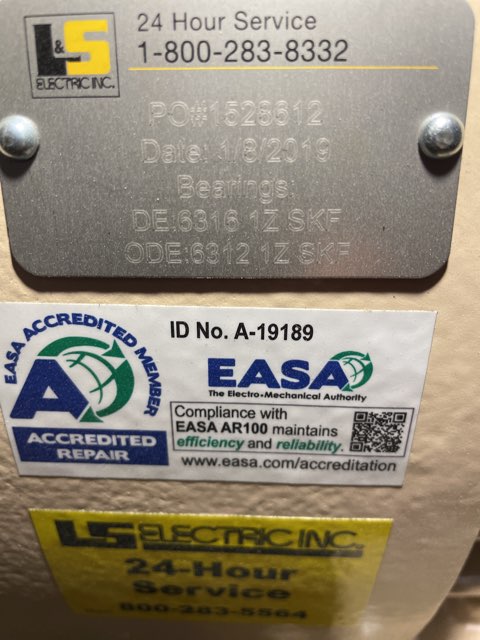 L&S
ELECTRIC INC.
24 Hour Service
1-800-283-8332
PO#1526612
Date: 1/8/2019
Bearings:
DE:6316 1Z SKF
ODE:6312 1Z SKF
EASA ACCREDITED MEMBER
A
ACCREDITED
REPAIR
ID No. A-19189
EASA
The Electro•Mechanical Authority
Compliance with
EASA AR100 maintains
efficiency and reliability.
www.easa.com/accreditation
L&S ELECTRIC INC.
24-Hour
Service
800-283-5564